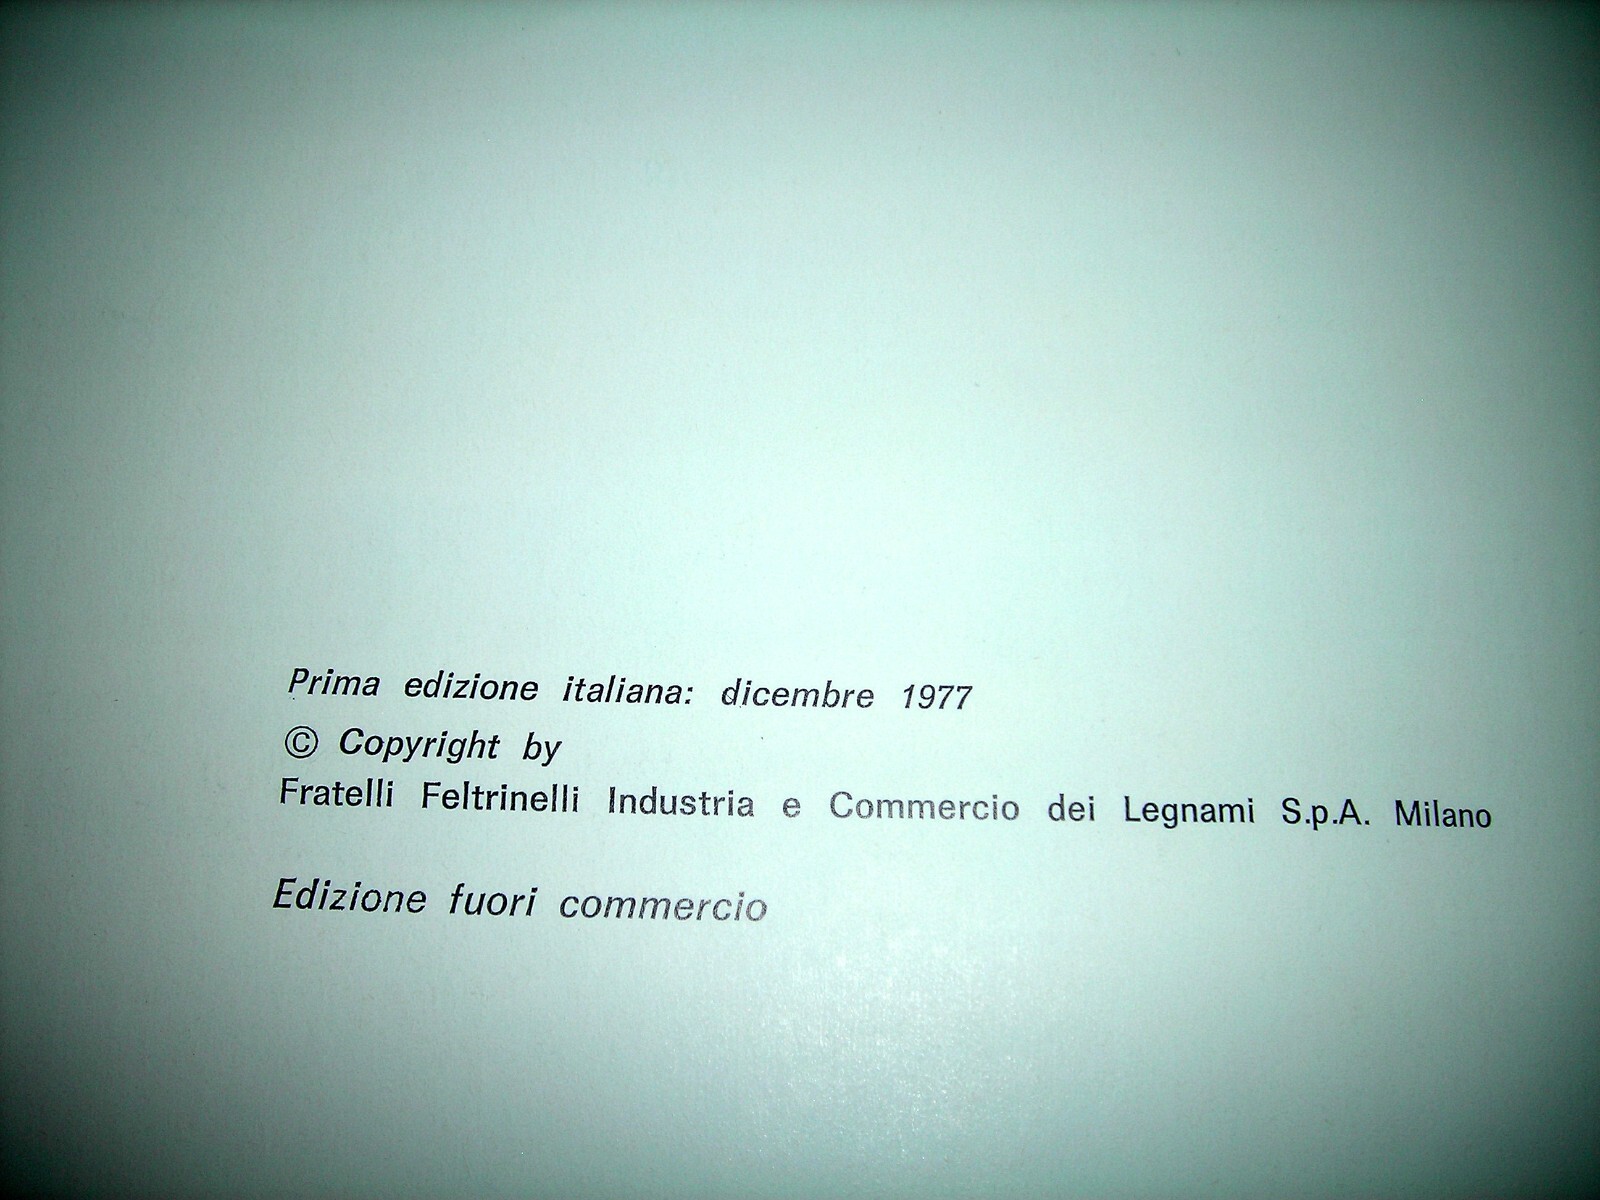 Prima edizione italiana: dicembre 1977
© Copyright by
Fratelli Feltrinelli Industria e Commercio dei Legnami S.p.A. Milano
Edizione fuori commercio